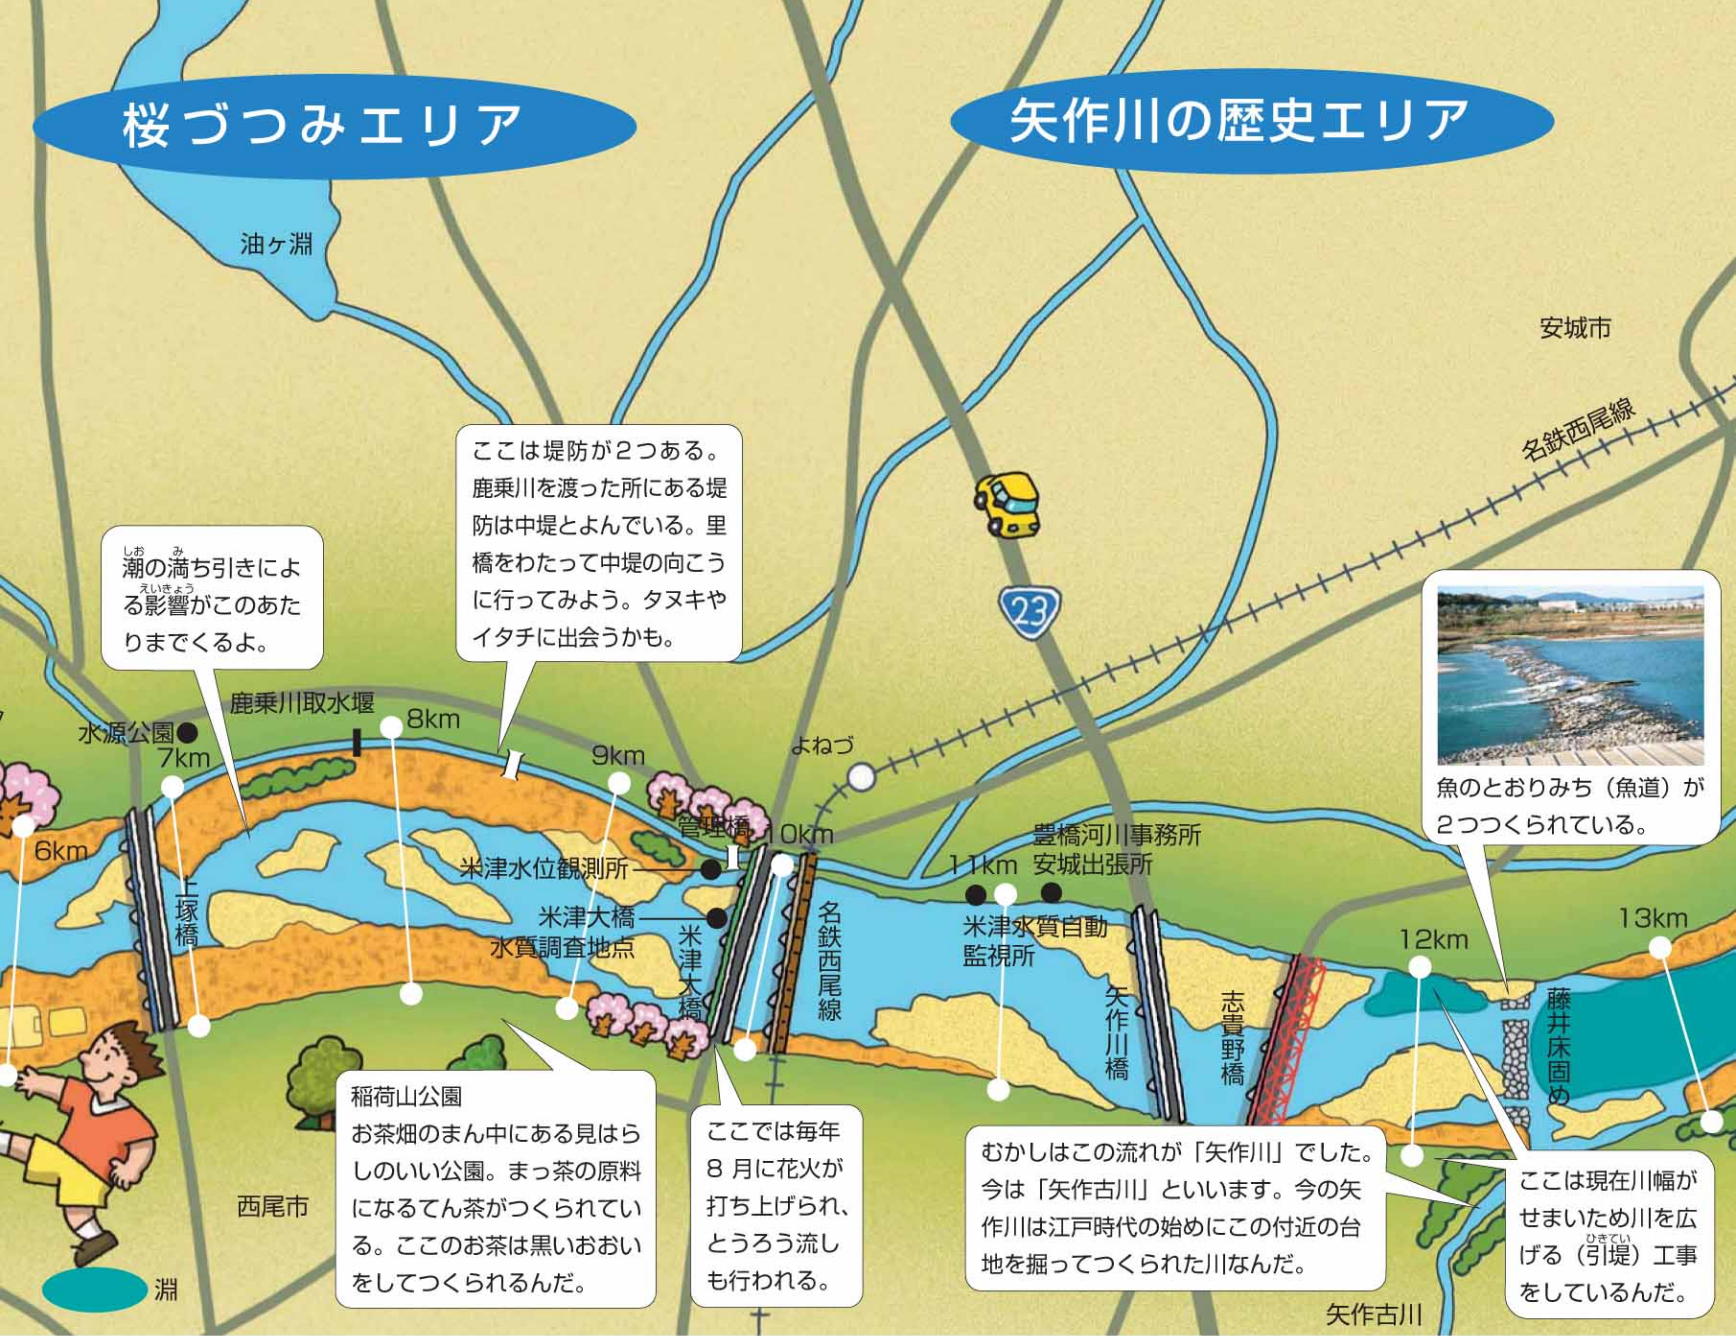 桜づつみエリア
矢作川の歴史エリア
油ヶ淵
安城市
名鉄西尾線
ここは堤防が２つある。
鹿乗川を渡った所にある堤
防は中堤とよんでいる。里
橋をわたって中堤の向こう
に行ってみよう。タヌキや
イタチに出会うかも。
潮の満ち引きによ
しお み
る影響がこのあた
えいきょう
りまでくるよ。
23
魚のとおりみち（魚道）が
２つつくられている。
鹿乗川取水堰
水源公園
6km
7km
8km
9km
10km
11km
12km
13km
よねづ
管理橋
米津水位観測所
米津大橋
水質調査地点
豊橋河川事務所
安城出張所
米津水質自動
監視所
上塚橋
米津大橋
名鉄西尾線
矢作川橋
志貴野橋
藤井床固め
稲荷山公園
お茶畑のまん中にある見はら
しのいい公園。まっ茶の原料
になるてん茶がつくられてい
る。ここのお茶は黒いおおい
をしてつくられるんだ。
ここでは毎年
８月に花火が
打ち上げられ、
とうろう流し
も行われる。
むかしはこの流れが「矢作川」でした。
今は「矢作古川」といいます。今の矢
作川は江戸時代の始めにこの付近の台
地を掘ってつくられた川なんだ。
ここは現在川幅が
せまいため川を広
げる（引堤）工事
ひきてい
をしているんだ。
西尾市
淵
矢作古川